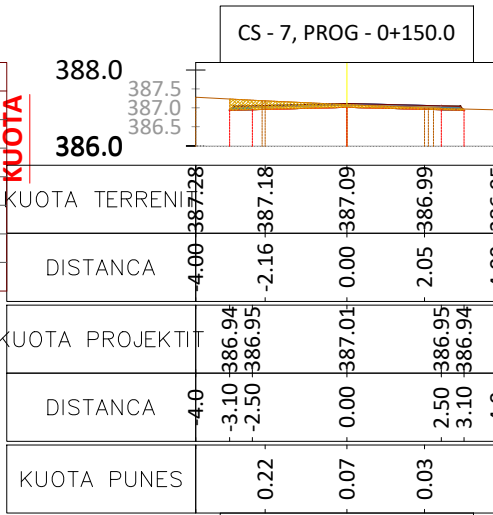 CS - 7, PROG - 0+150.0
388.0
387.5
387.0
386.5
386.0
KUOTA
KUOTA TERRENIT 387.28 387.18 387.09 386.99
DISTANCA -4.00 -2.16 0.00 2.05
KUOTA PROJEKTIT 386.94 386.95 387.01 386.95 386.94
DISTANCA -4.0 -3.10 -2.50 0.00 2.50 3.10
KUOTA PUNES 0.22 0.07 0.03